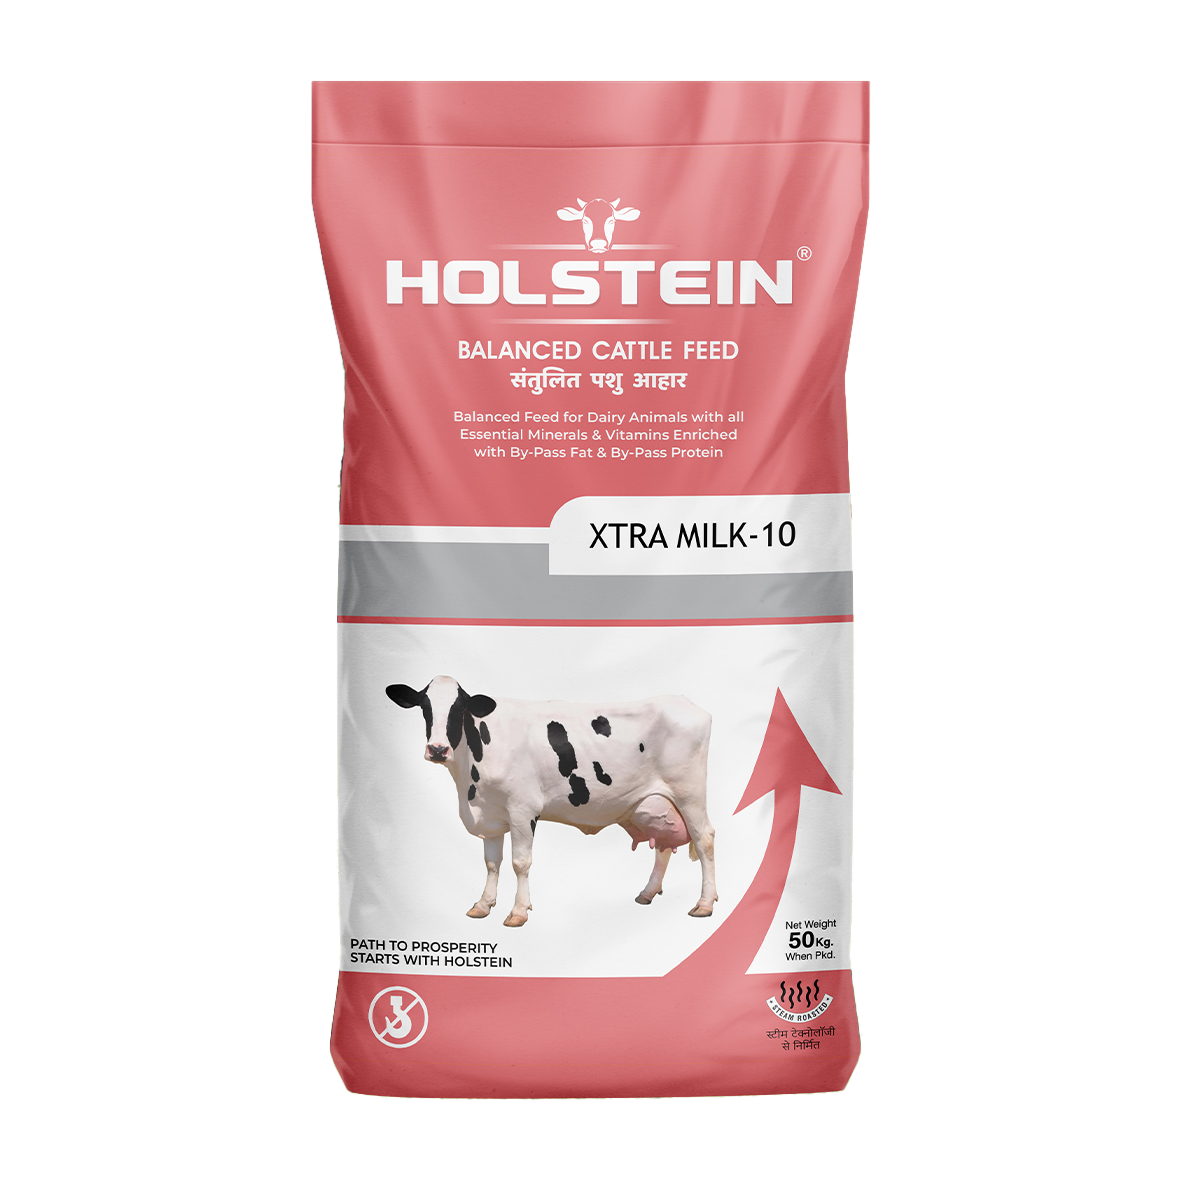 HOLSTEIN®
BALANCED CATTLE FEED
संतुलित पशु आहार
Balanced Feed for Dairy Animals with all
Essential Minerals & Vitamins Enriched
with By-Pass Fat & By-Pass Protein
XTRA MILK-10
PATH TO PROSPERITY
STARTS WITH HOLSTEIN
Net Weight
50Kg.
When Pkd.
• STEAM ROASTED •
स्टीम टेक्नोलॉजी
से निर्मित